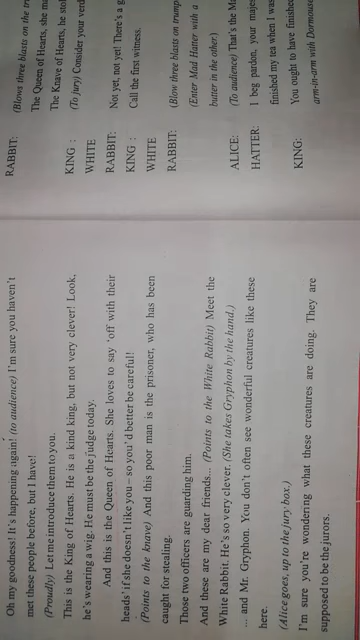 Oh my goodness! It's happening again! (to audience) I'm sure you haven't
met these people before, but I have!
(Proudly) Let me introduce them to you.
This is the King of Hearts. He is a kind king, but not very clever! Look,
he's wearing a wig. He must be the judge today.
And this is the Queen of Hearts. She loves to say 'off with their
heads' if she doesn't like you – so you'd better be careful!
(Points to the knave) And this poor man is the prisoner, who has been
caught for stealing.
Those two officers are guarding him.
And these are my dear friends... (Points to the White Rabbit) Meet the
White Rabbit. He's so very clever. (She takes Gryphon by the hand.)
... and Mr. Gryphon. You don't often see wonderful creatures like these
here.
(Alice goes, up to the jury box.)
I'm sure you're wondering what these creatures are doing. They are
supposed to be the jurors.
RABBIT: (Blows three blasts on the
The Queen of Hearts, she
The Knave of Hearts, he
KING : (To jury) Consider your
WHITE
RABBIT: Not yet, not yet! There's a
KING : Call the first witness.
WHITE
RABBIT: (Blow three blasts on
(Enter Mad Hatter with a
butter in the other.)
ALICE: (To audience) That's the
HATTER: I beg pardon, your
finished my tea when I was
KING: You ought to have finished
arm-in-arm with